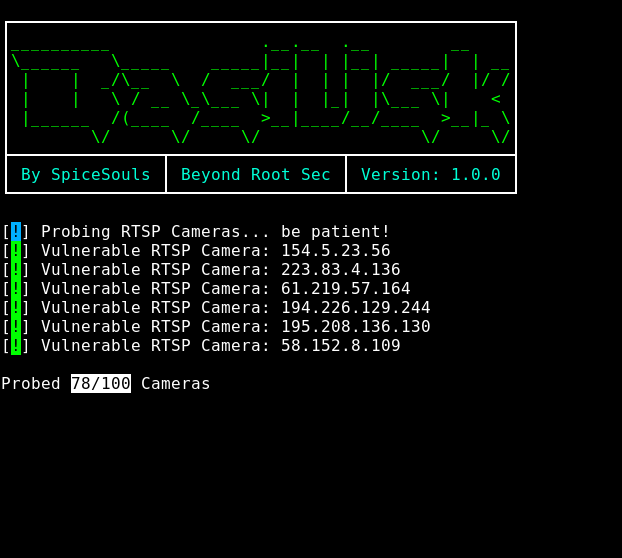 Basilisk
By SpiceSouls
Beyond Root Sec
Version: 1.0.0
[!] Probing RTSP Cameras... be patient!
[!] Vulnerable RTSP Camera: 154.5.23.56
[!] Vulnerable RTSP Camera: 223.83.4.136
[!] Vulnerable RTSP Camera: 61.219.57.164
[!] Vulnerable RTSP Camera: 194.226.129.244
[!] Vulnerable RTSP Camera: 195.208.136.130
[!] Vulnerable RTSP Camera: 58.152.8.109
Probed 78/100 Cameras